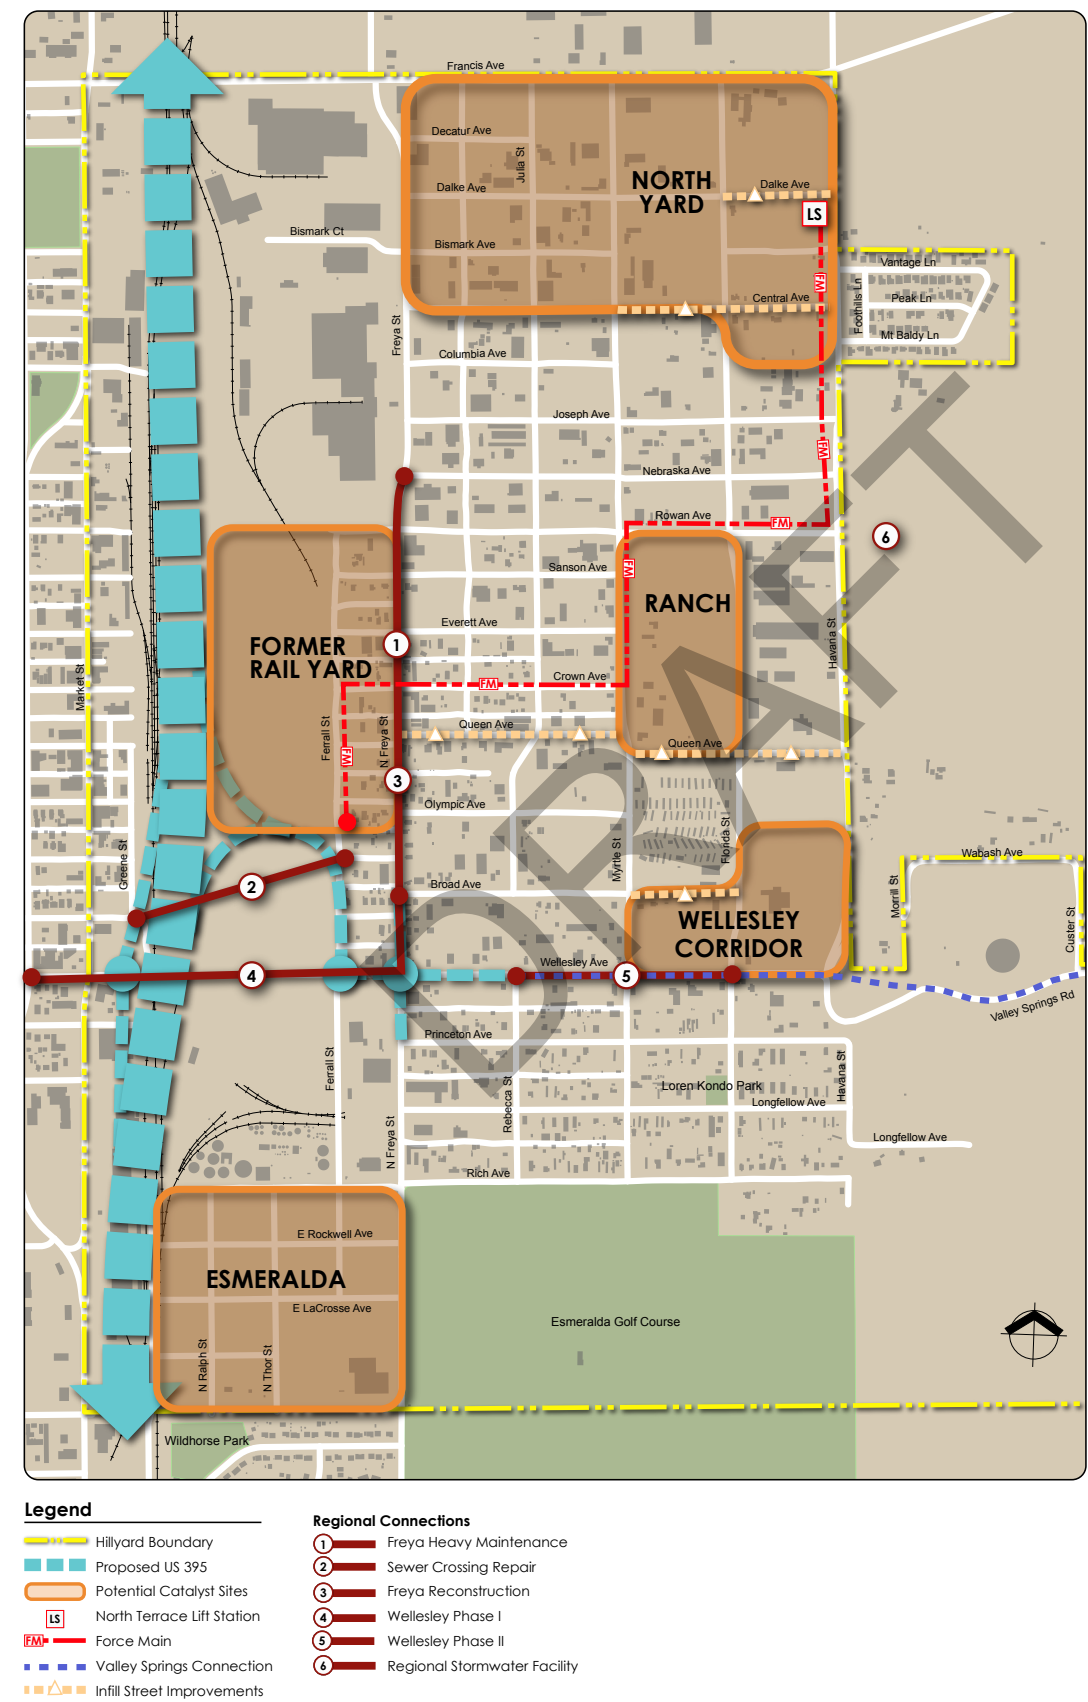 Francis Ave
Decatur Ave
Julia St
NORTH
YARD
Dalke Ave
Dalke Ave
LS
Bismark Ct
Bismark Ave
Vantage Ln
FM
Foothills Ln
Peak Ln
Central Ave
Mt Baldy Ln
Freya St
Columbia Ave
Joseph Ave
FM
Nebraska Ave
Rowan Ave
FM
6
Sanson Ave
FM
RANCH
Everett Ave
1
FORMER
RAIL YARD
Havana St
Market St
Crown Ave
FM
Ferrall St
N Freya St
Queen Ave
Queen Ave
FM
3
Olympic Ave
Greene St
Myrtle St
Florida St
Wabash Ave
2
Broad Ave
Morrill St
WELLESLEY
CORRIDOR
Custer St
Wellesley Ave
4
5
Valley Springs Rd
Princeton Ave
Ferrall St
Rebecca St
Loren Kondo Park
Havana St
Longfellow Ave
N Freya St
Longfellow Ave
Rich Ave
E Rockwell Ave
ESMERALDA
E LaCrosse Ave
Esmeralda Golf Course
N Ralph St
N Thor St
Wildhorse Park
DRAFT
Legend
Hillyard Boundary
Proposed US 395
Potential Catalyst Sites
LS North Terrace Lift Station
FM Force Main
Valley Springs Connection
Infill Street Improvements
Regional Connections
1 Freya Heavy Maintenance
2 Sewer Crossing Repair
3 Freya Reconstruction
4 Wellesley Phase I
5 Wellesley Phase II
6 Regional Stormwater Facility